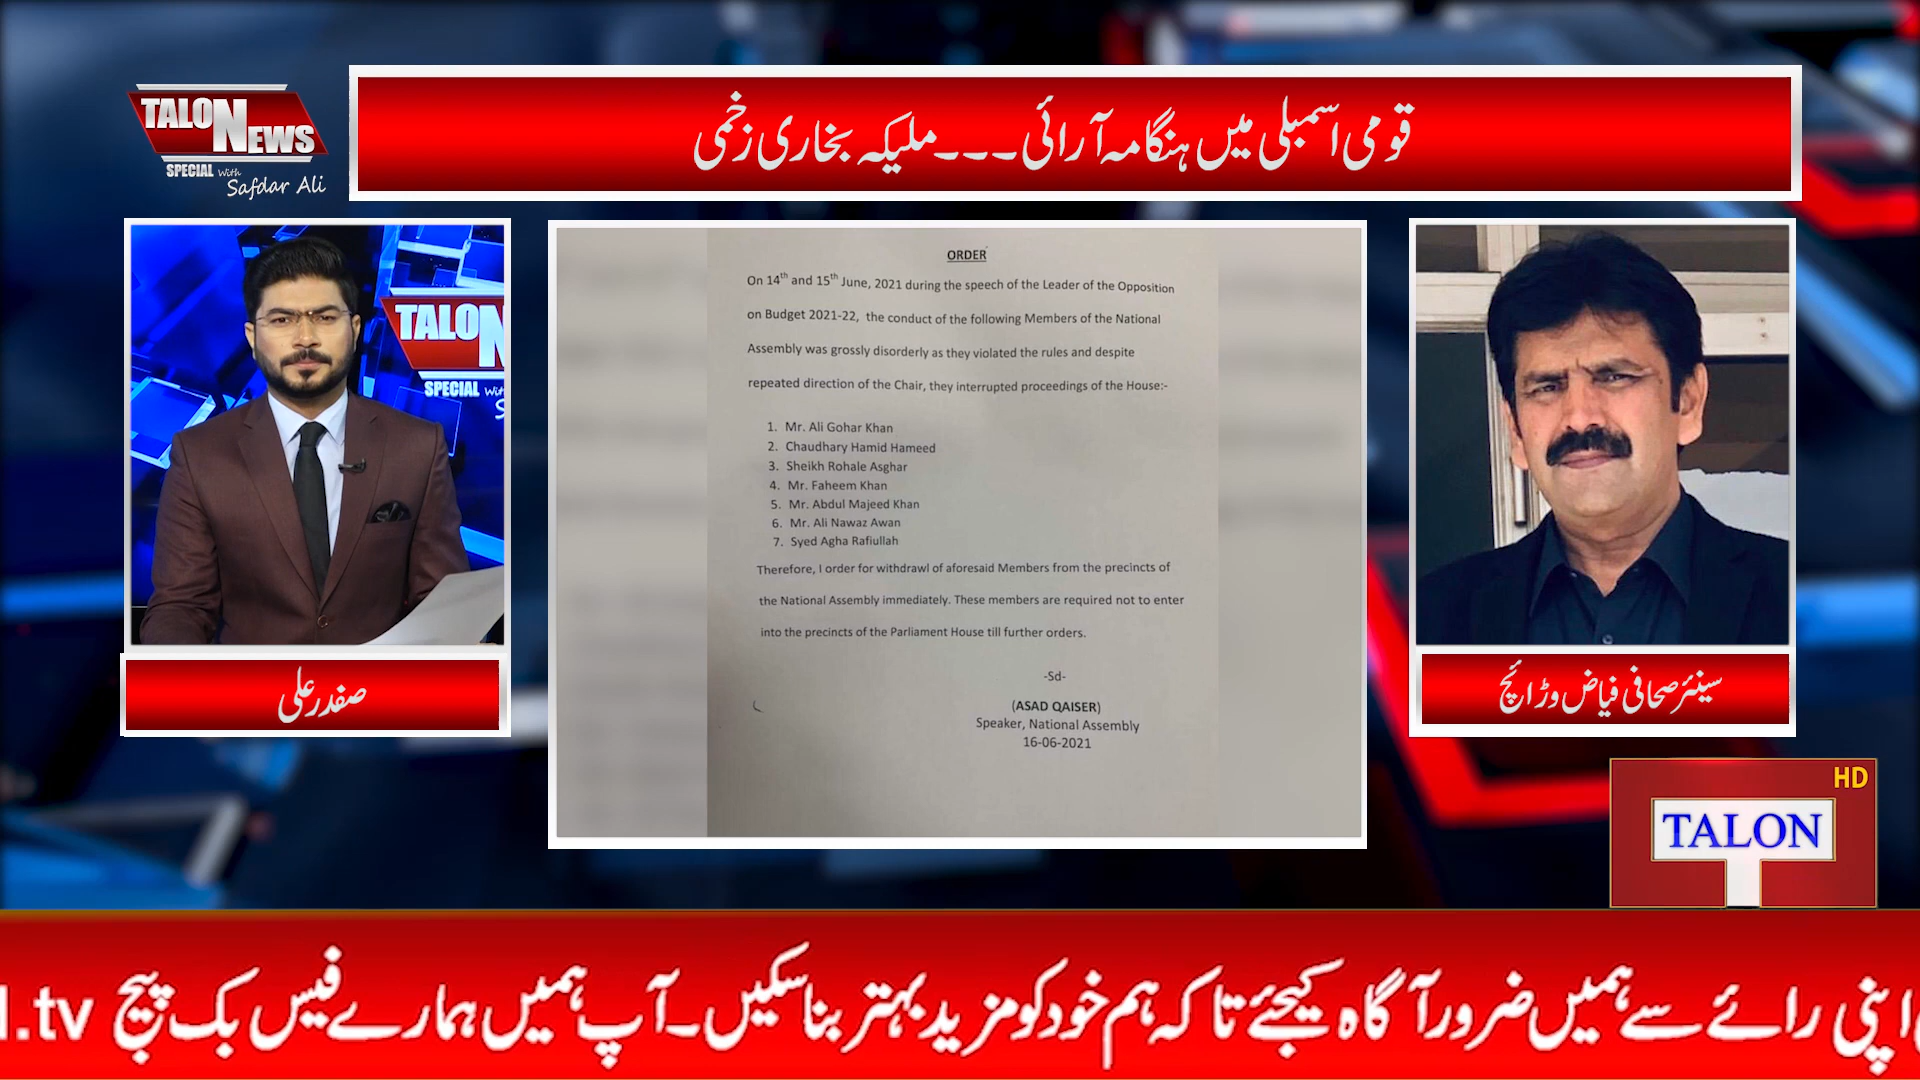 TALON NEWS
SPECIAL With
Safdar Ali
قومی اسمبلی میں ہنگامہ آرائی ۔۔۔ ملیکہ بخاری زخمی
TALON
SPECIAL
ORDER
On 14th and 15th June, 2021 during the speech of the Leader of the Opposition
on Budget 2021-22, the conduct of the following Members of the National
Assembly was grossly disorderly as they violated the rules and despite
repeated direction of the Chair, they interrupted proceedings of the House:-
1. Mr. Ali Gohar Khan
2. Chaudhary Hamid Hameed
3. Sheikh Rohale Asghar
4. Mr. Faheem Khan
5. Mr. Abdul Majeed Khan
6. Mr. Ali Nawaz Awan
7. Syed Agha Rafiullah
Therefore, I order for withdrawl of aforesaid Members from the precincts of
the National Assembly immediately. These members are required not to enter
into the precincts of the Parliament House till further orders.
-Sd-
(ASAD QAISER)
Speaker, National Assembly
16-06-2021
صفدر علی
سینئر صحافی فیاض وڑائچ
HD
TALON
اپنی رائے سے ہمیں ضرور آگاہ کیجئے تاکہ ہم خود کو مزید بہتر بنا سکیں۔ آپ ہمیں ہمارے فیس بک پیج .tv